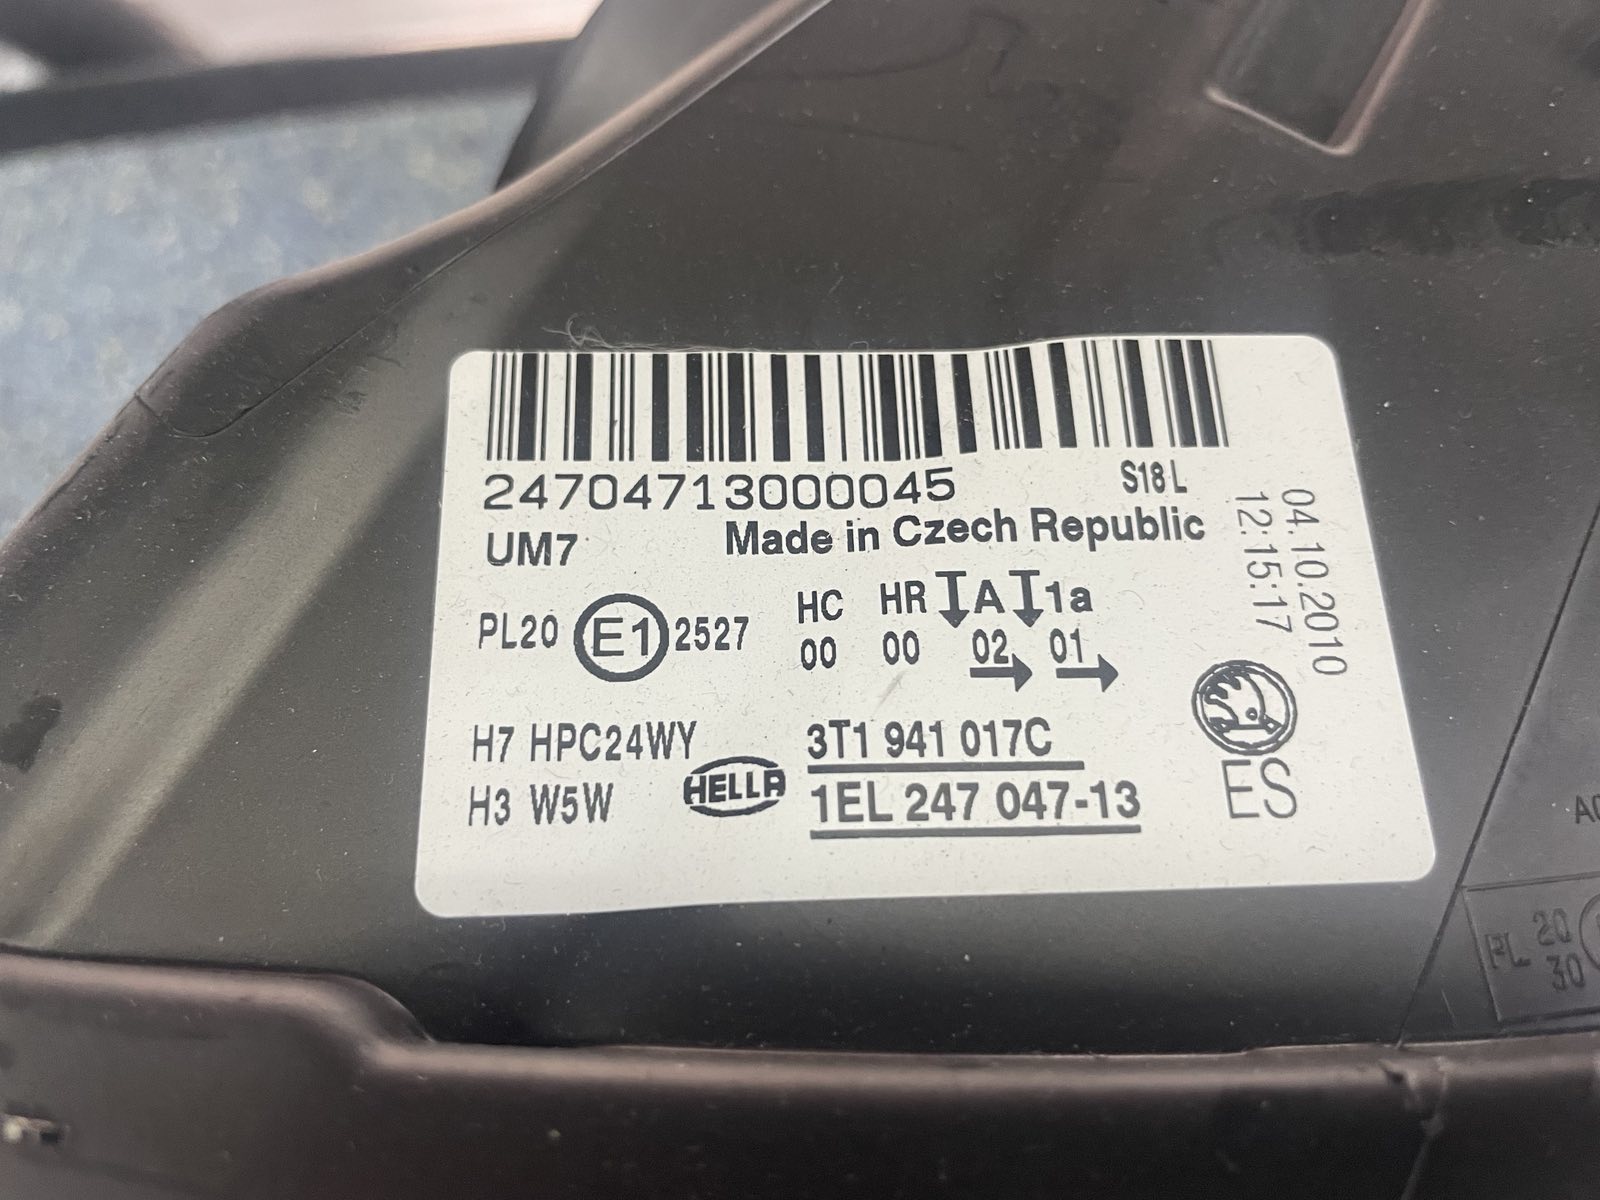 24704713000045
S18 L
UM7
Made in Czech Republic
04.10.2010
12:15:17
PL20 E1 2527
HC HR A 1a
00 00 02 01
H7 HPC24WY
H3 W5W
HELLA
3T1 941 017C
1EL 247 047-13
ES
PL 20
30